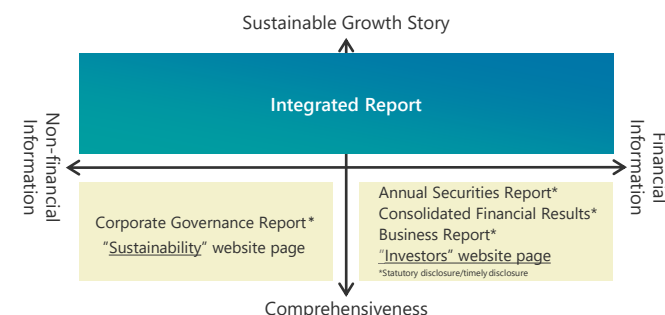 Sustainable Growth Story
Integrated Report
Non-financial
Information
Financial
Information
Corporate Governance Report*
“Sustainability” website page
Annual Securities Report*
Consolidated Financial Results*
Business Report*
“Investors” website page
*Statutory disclosure/timely disclosure
Comprehensiveness